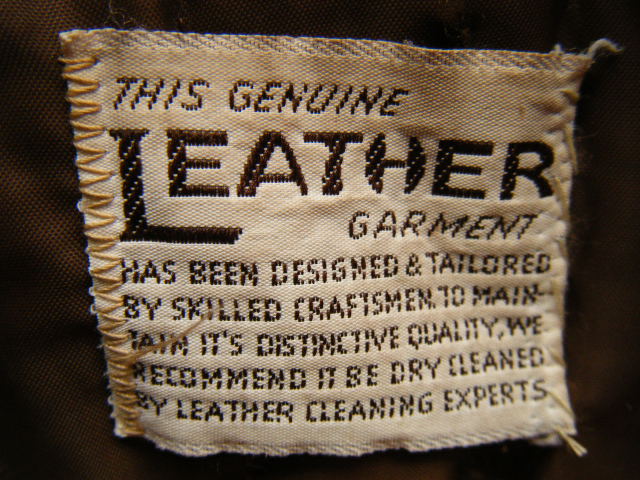 THIS GENUINE
LEATHER
GARMENT
HAS BEEN DESIGNED & TAILORED
BY SKILLED CRAFTSMEN. TO MAIN-
TAIN IT'S DISTINCTIVE QUALITY, WE
RECOMMEND IT BE DRY CLEANED
BY LEATHER CLEANING EXPERTS